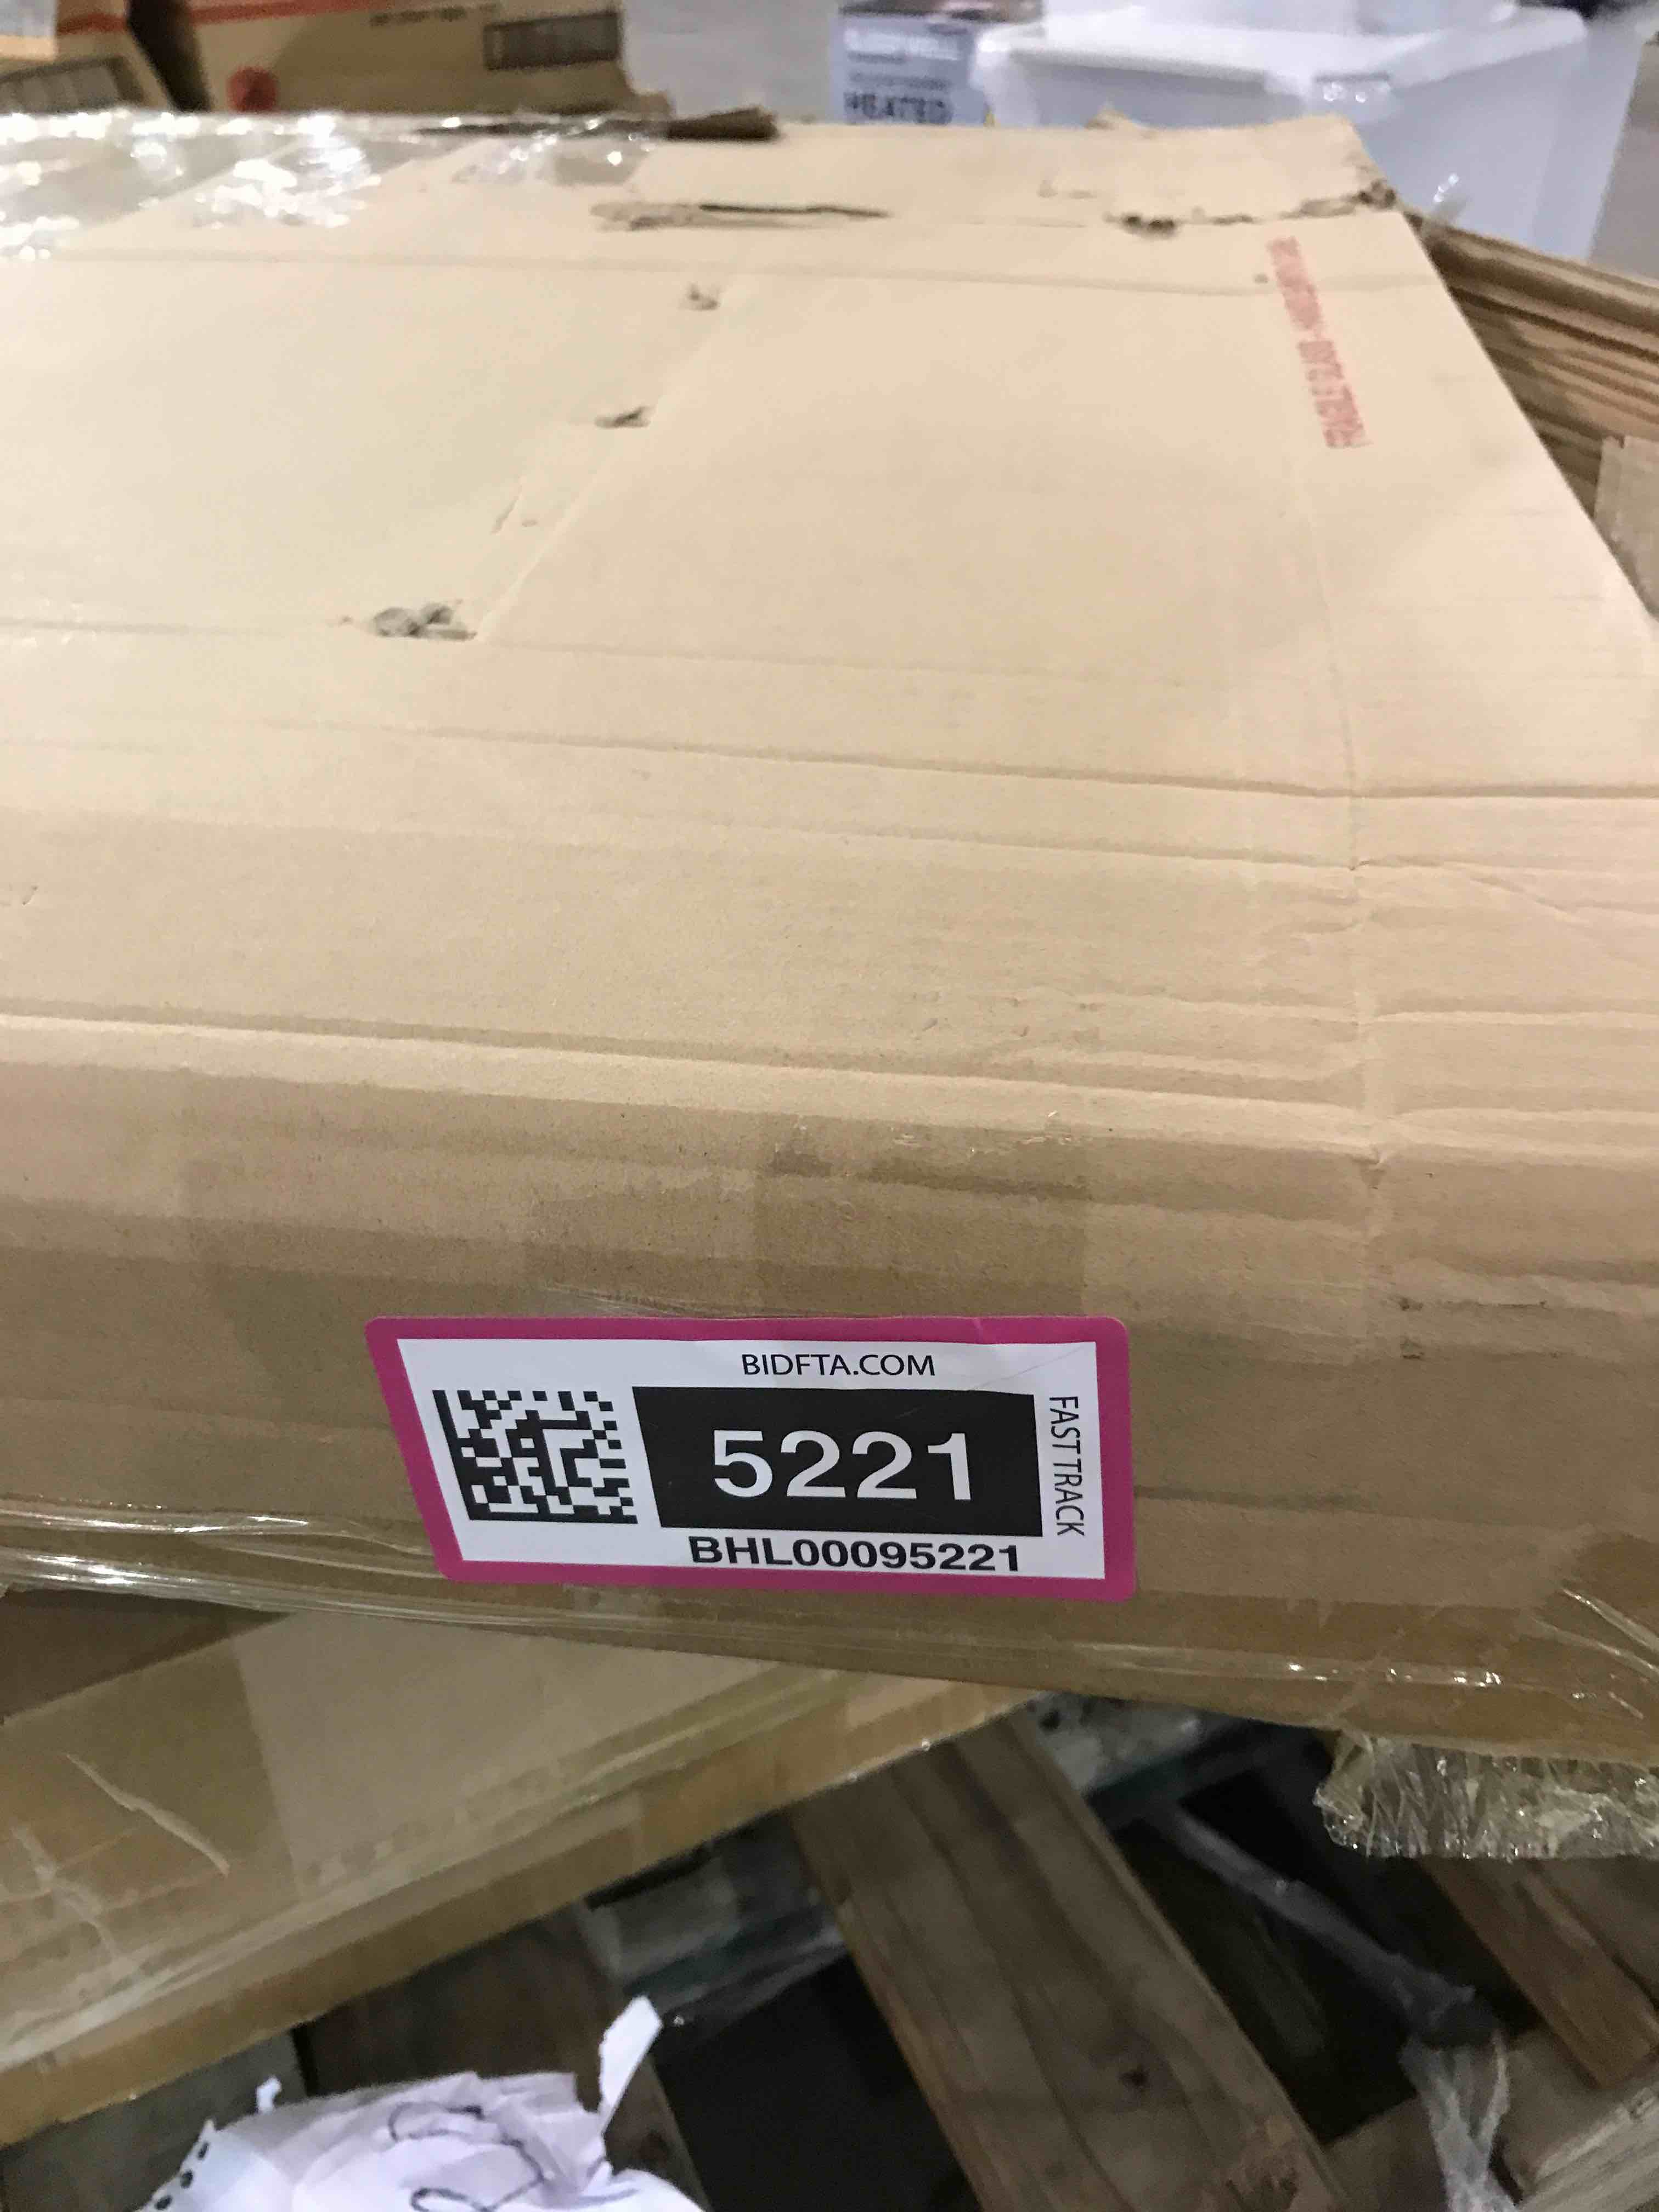 HEATED
BIDFTA.COM
5221
FAST TRACK
BHL00095221